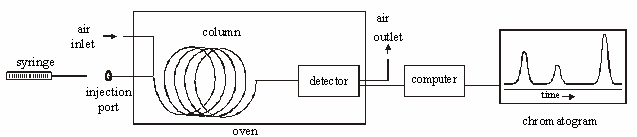 air
inlet
column
air
outlet
syringe
injection
port
detector
computer
oven
time
chromatogram